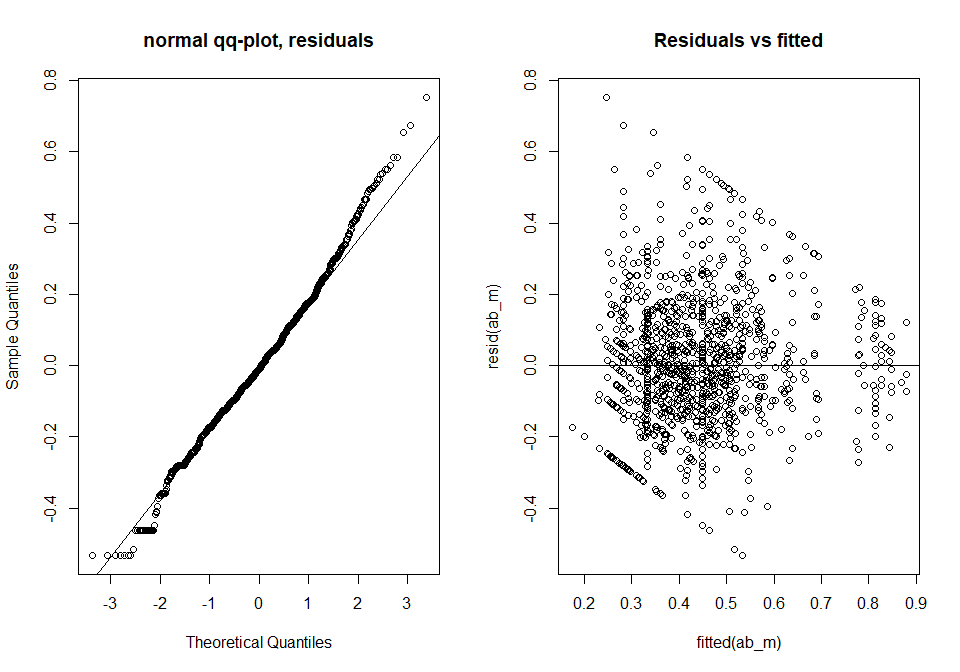 normal qq-plot, residuals
Sample Quantiles
0.8
0.6
0.4
0.2
0.0
-0.2
-0.4
-3 -2 -1 0 1 2 3
Theoretical Quantiles
Residuals vs fitted
resid(ab_m)
0.8
0.6
0.4
0.2
0.0
-0.2
-0.4
0.2 0.3 0.4 0.5 0.6 0.7 0.8 0.9
fitted(ab_m)